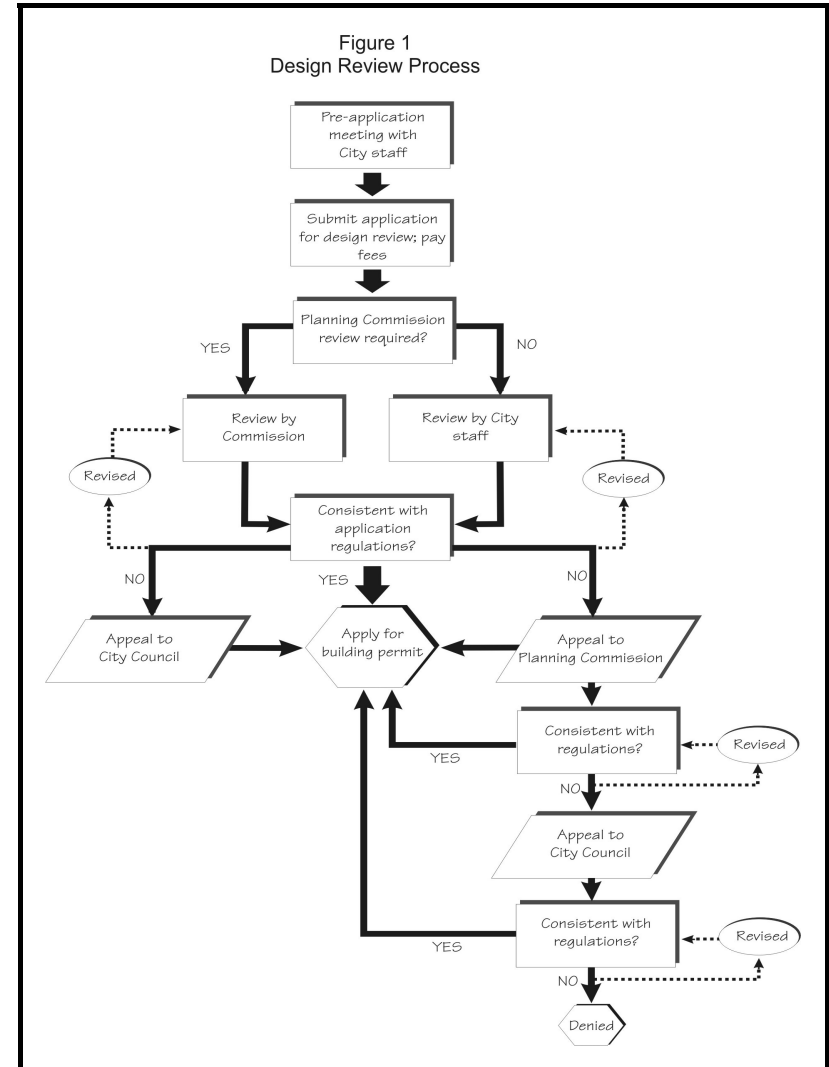 Figure 1
Design Review Process
Pre-application
meeting with
City staff
Submit application
for design review; pay
fees
Planning Commission
review required?
YES
NO
Review by
Commission
Review by City
staff
Revised
Revised
Consistent with
application
regulations?
NO
YES
NO
Appeal to
City Council
Apply for
building permit
Appeal to
Planning Commission
Consistent with
regulations?
Revised
YES
NO
Appeal to
City Council
Consistent with
regulations?
Revised
YES
NO
Denied